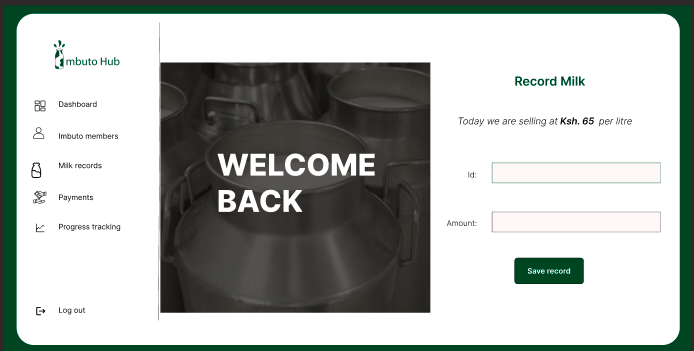 mbuto Hub
Dashboard
Imbuto members
Milk records
Payments
Progress tracking
Log out
WELCOME
BACK
Record Milk
Today we are selling at Ksh. 65 per litre
Id:
Amount:
Save record